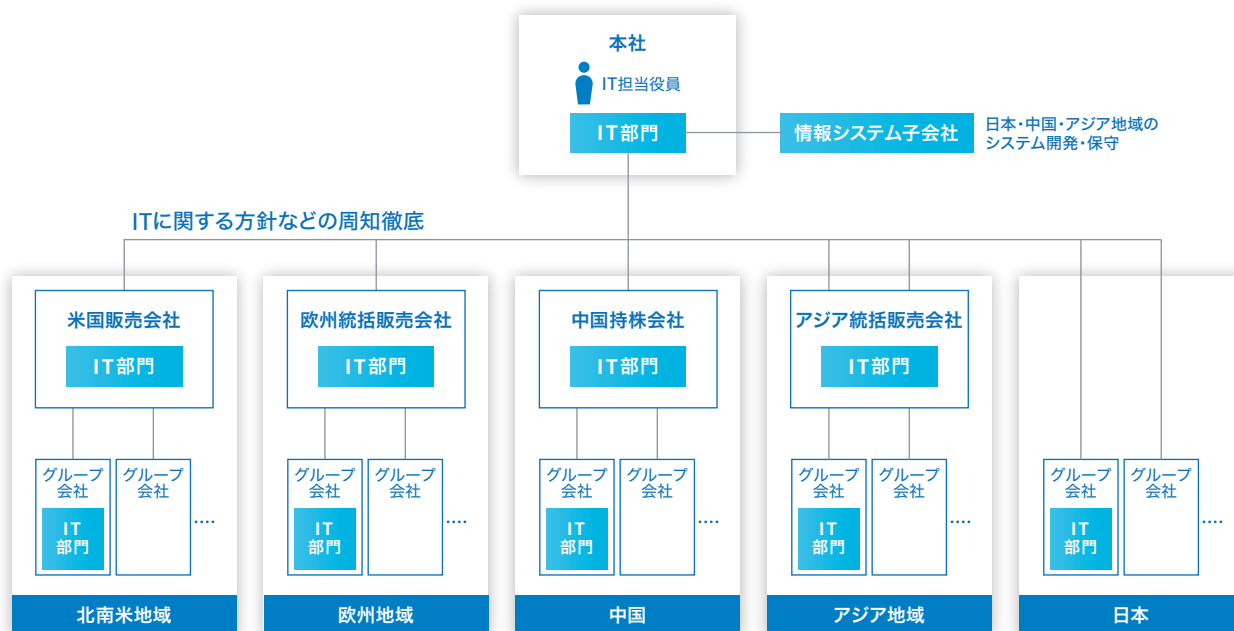 本社
IT担当役員
IT部門
情報システム子会社
日本・中国・アジア地域の
システム開発・保守
ITに関する方針などの周知徹底
米国販売会社
IT部門
グループ
会社
IT
部門
グループ
会社
....
北南米地域
欧州統括販売会社
IT部門
グループ
会社
IT
部門
グループ
会社
....
欧州地域
中国持株会社
IT部門
グループ
会社
IT
部門
グループ
会社
....
中国
アジア統括販売会社
IT部門
グループ
会社
IT
部門
グループ
会社
....
アジア地域
グループ
会社
IT
部門
グループ
会社
....
日本